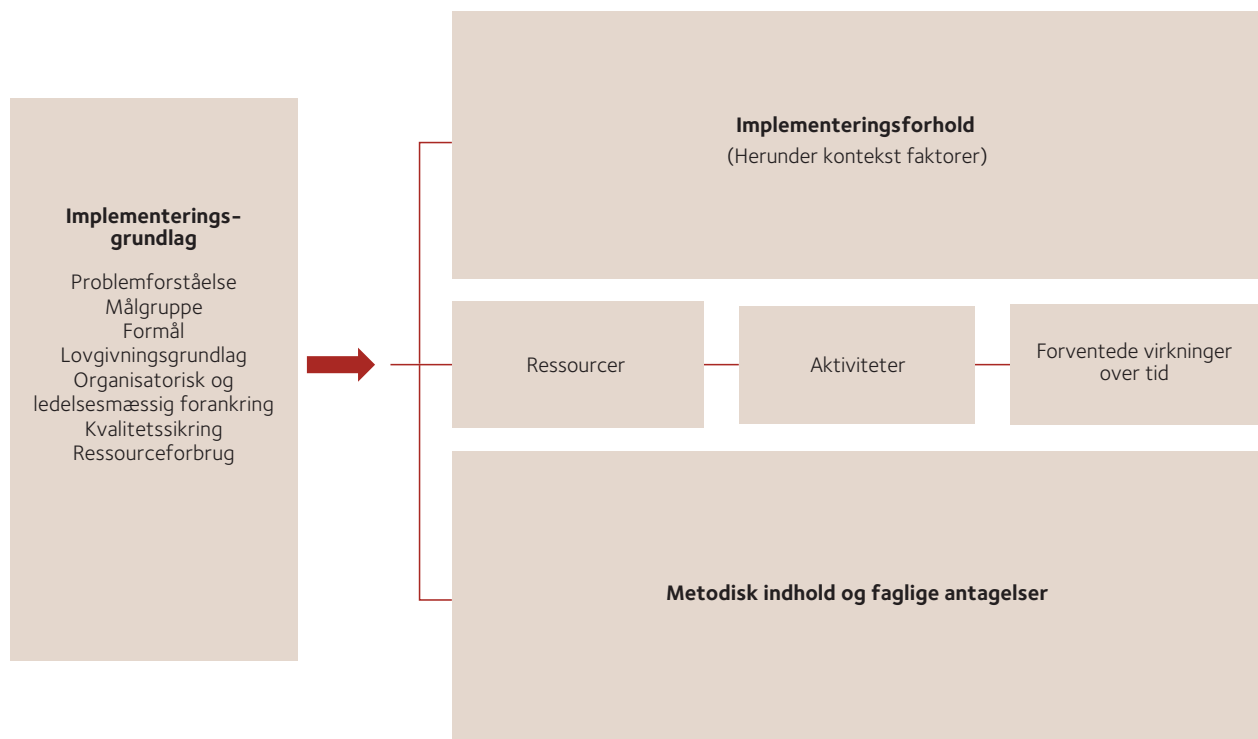 Implementerings-
grundlag
Problemforståelse
Målgruppe
Formål
Lovgivningsgrundlag
Organisatorisk og
ledelsesmæssig forankring
Kvalitetssikring
Ressourceforbrug
Implementeringsforhold
(Herunder kontekst faktorer)
Ressourcer
Aktiviteter
Forventede virkninger
over tid
Metodisk indhold og faglige antagelser